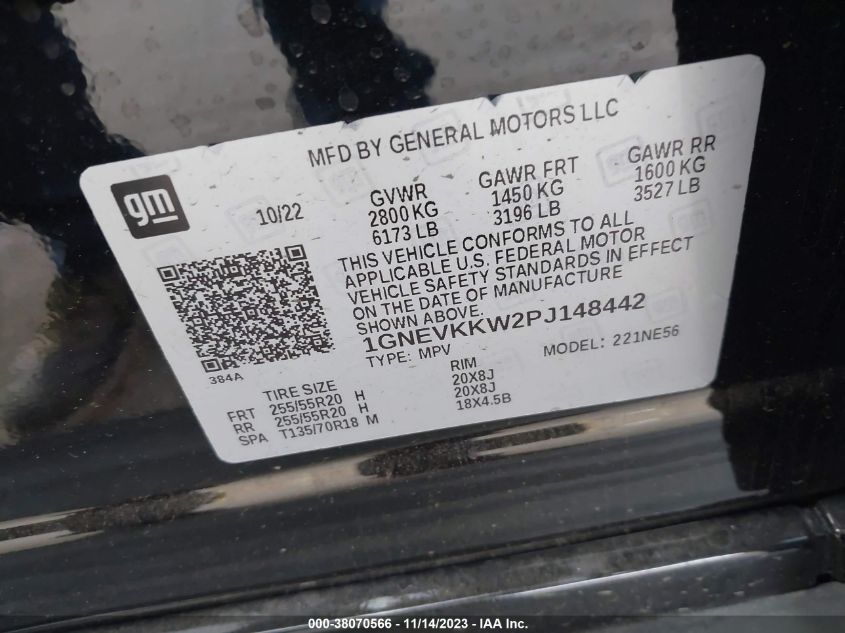 MFD BY GENERAL MOTORS LLC
gm
10/22
GVWR GAWR FRT GAWR RR
2800 KG 1450 KG 1600 KG
6173 LB 3196 LB 3527 LB
THIS VEHICLE CONFORMS TO ALL
APPLICABLE U.S. FEDERAL MOTOR
VEHICLE SAFETY STANDARDS IN EFFECT
ON THE DATE OF MANUFACTURE
SHOWN ABOVE.
1GNEVKKW2PJ148442
TYPE: MPV MODEL: 221NE56
384A
TIRE SIZE RIM
FRT 255/55R20 H 20X8J
RR 255/55R20 H 20X8J
SPA T135/70R18 M 18X4.5B
000-38070566 - 11/14/2023 - IAA Inc.